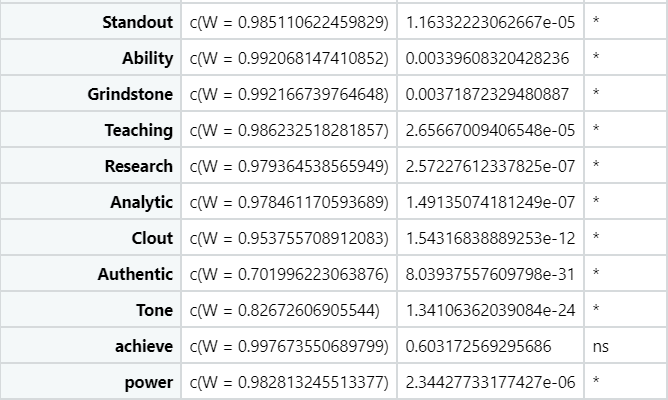 Standout c(W = 0.985110622459829) 1.16332223062667e-05 *
Ability c(W = 0.992068147410852) 0.00339608320428236 *
Grindstone c(W = 0.992166739764648) 0.00371872329480887 *
Teaching c(W = 0.986232518281857) 2.65667009406548e-05 *
Research c(W = 0.979364538565949) 2.57227612337825e-07 *
Analytic c(W = 0.978461170593689) 1.49135074181249e-07 *
Clout c(W = 0.953755708912083) 1.54316838889253e-12 *
Authentic c(W = 0.701996223063876) 8.03937557609798e-31 *
Tone c(W = 0.82672606905544) 1.34106362039084e-24 *
achieve c(W = 0.997673550689799) 0.603172569295686 ns
power c(W = 0.982813245513377) 2.34427733177427e-06 *